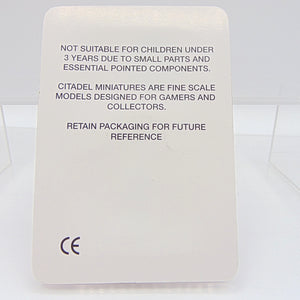 NOT SUITABLE FOR CHILDREN UNDER
3 YEARS DUE TO SMALL PARTS AND
ESSENTIAL POINTED COMPONENTS.
CITADEL MINIATURES ARE FINE SCALE
MODELS DESIGNED FOR GAMERS AND
COLLECTORS.
RETAIN PACKAGING FOR FUTURE
REFERENCE
CE